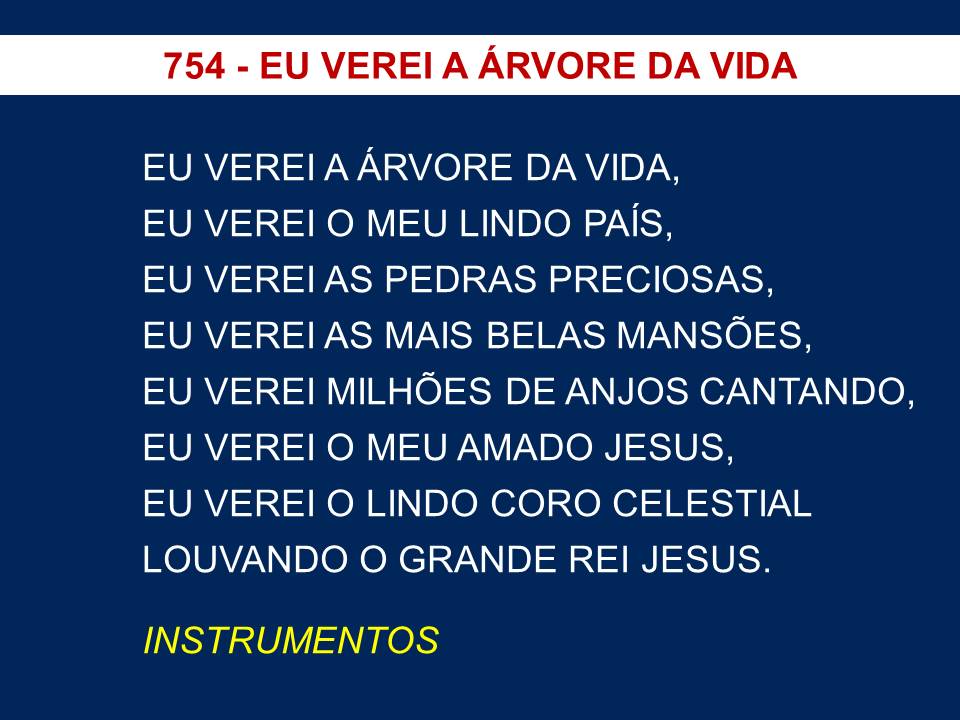 754 - EU VEREI A ÁRVORE DA VIDA
EU VEREI A ÁRVORE DA VIDA,
EU VEREI O MEU LINDO PAÍS,
EU VEREI AS PEDRAS PRECIOSAS,
EU VEREI AS MAIS BELAS MANSÕES,
EU VEREI MILHÕES DE ANJOS CANTANDO,
EU VEREI O MEU AMADO JESUS,
EU VEREI O LINDO CORO CELESTIAL
LOUVANDO O GRANDE REI JESUS.
INSTRUMENTOS